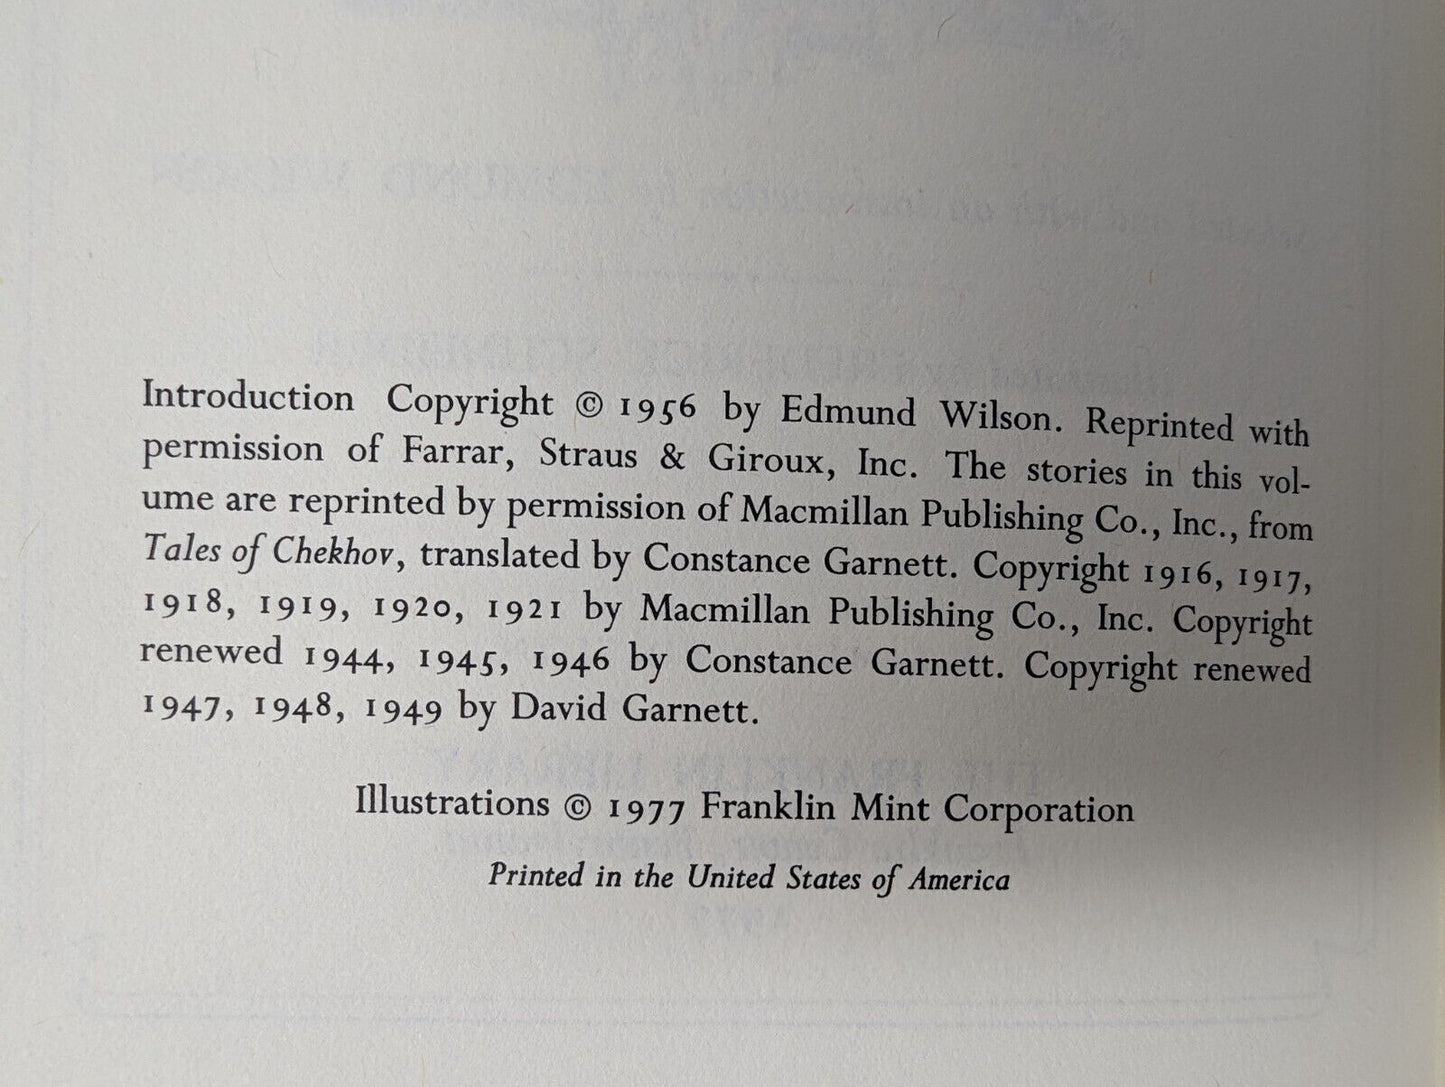 Introduction Copyright © 1956 by Edmund Wilson. Reprinted with
permission of Farrar, Straus & Giroux, Inc. The stories in this vol-
ume are reprinted by permission of Macmillan Publishing Co., Inc., from
Tales of Chekhov, translated by Constance Garnett. Copyright 1916, 1917,
1918, 1919, 1920, 1921 by Macmillan Publishing Co., Inc. Copyright
renewed 1944, 1945, 1946 by Constance Garnett. Copyright renewed
1947, 1948, 1949 by David Garnett.
Illustrations © 1977 Franklin Mint Corporation
Printed in the United States of America